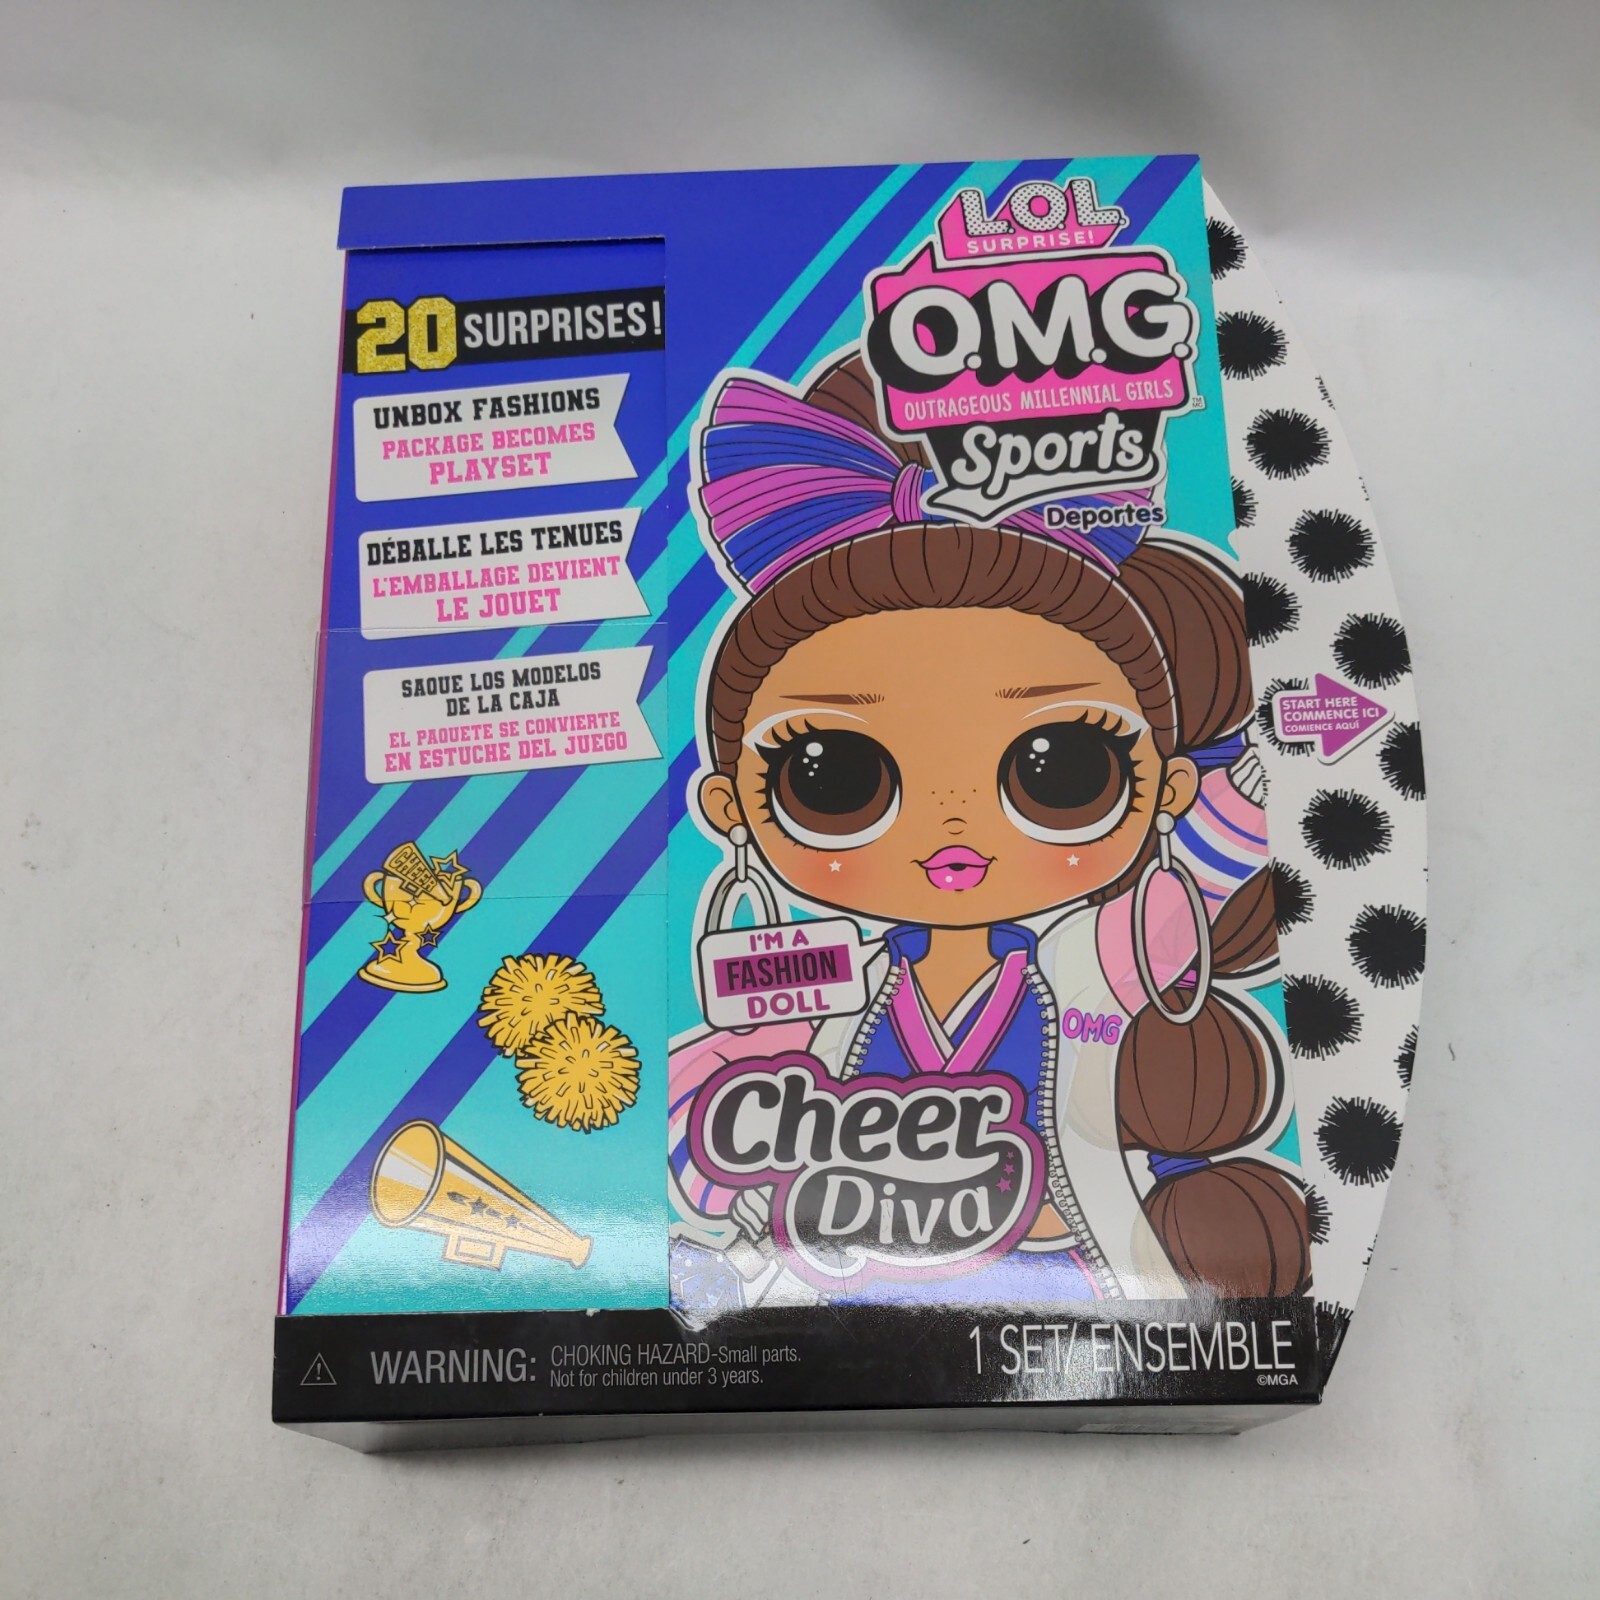 L.O.L.
SURPRISE!
O.M.G.
OUTRAGEOUS MILLENNIAL GIRLS
TM
MC
Sports
Deportes
20 SURPRISES!
UNBOX FASHIONS
PACKAGE BECOMES
PLAYSET
DÉBALLE LES TENUES
L'EMBALLAGE DEVIENT
LE JOUET
SAQUE LOS MODELOS
DE LA CAJA
EL PAQUETE SE CONVIERTE
EN ESTUCHE DEL JUEGO
START HERE
COMMENCE ICI
COMIENCE AQUÍ
CHEER
I'M A
FASHION
DOLL
OMG
Cheer
Diva
WARNING:
CHOKING HAZARD-Small parts.
Not for children under 3 years.
1 SET/ ENSEMBLE
©MGA